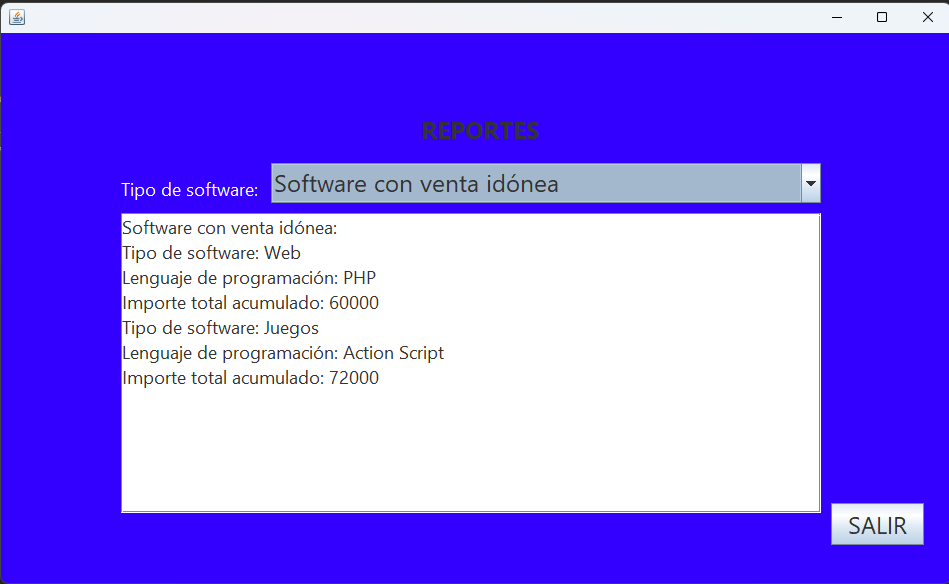 REPORTES
Tipo de software: Software con venta idónea
Software con venta idónea:
Tipo de software: Web
Lenguaje de programación: PHP
Importe total acumulado: 60000
Tipo de software: Juegos
Lenguaje de programación: Action Script
Importe total acumulado: 72000
SALIR